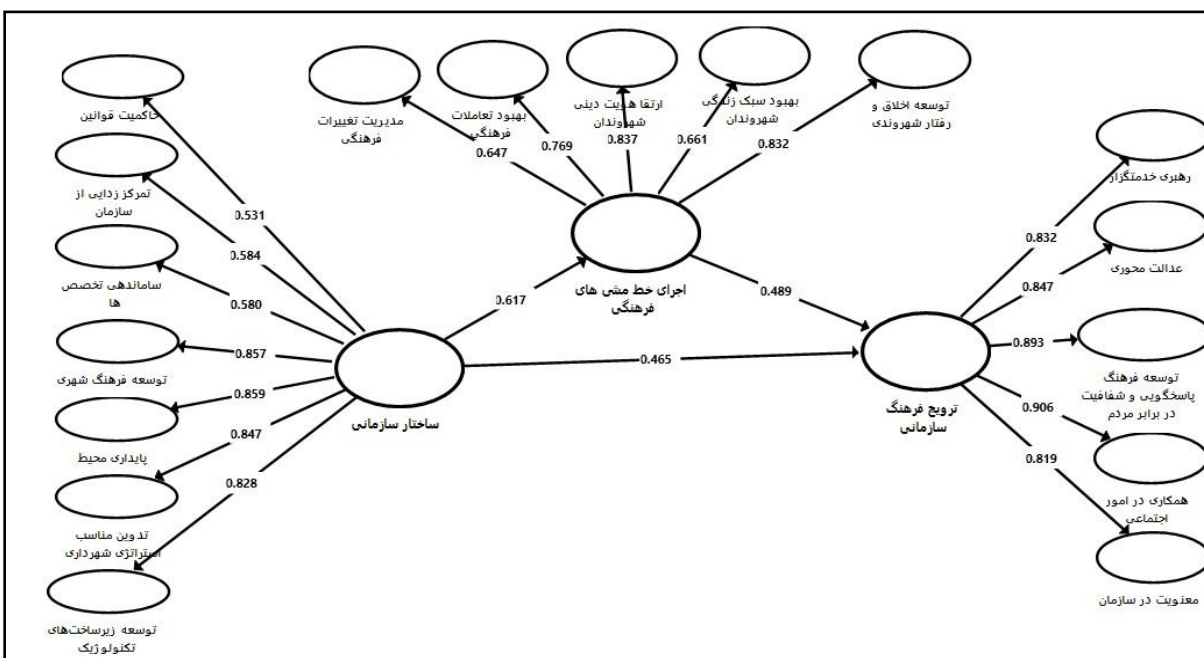 حاکمیت قوانین
تمرکز زدایی از
سازمان
ساماندهی تخصص
ها
توسعه فرهنگ شهری
پایداری محیط
تدوین مناسب
استراتژی شهرداری
توسعه زیرساخت‌های
تکنولوژیک
0.531
0.584
0.580
0.857
0.859
0.847
0.828
ساختار سازمانی
مدیریت تغییرات
فرهنگی
بهبود تعاملات
فرهنگی
ارتقا هویت دینی
شهروندان
بهبود سبک زندگی
شهروندان
توسعه اخلاق و
رفتار شهروندی
0.647
0.769
0.837
0.661
0.832
اجرای خط مشی های
فرهنگی
0.617
0.489
0.465
ترویج فرهنگ
سازمانی
0.832
0.847
0.893
0.906
0.819
رهبری خدمتگزار
عدالت محوری
توسعه فرهنگ
پاسخگویی و شفافیت
در برابر مردم
همکاری در امور
اجتماعی
معنویت در سازمان